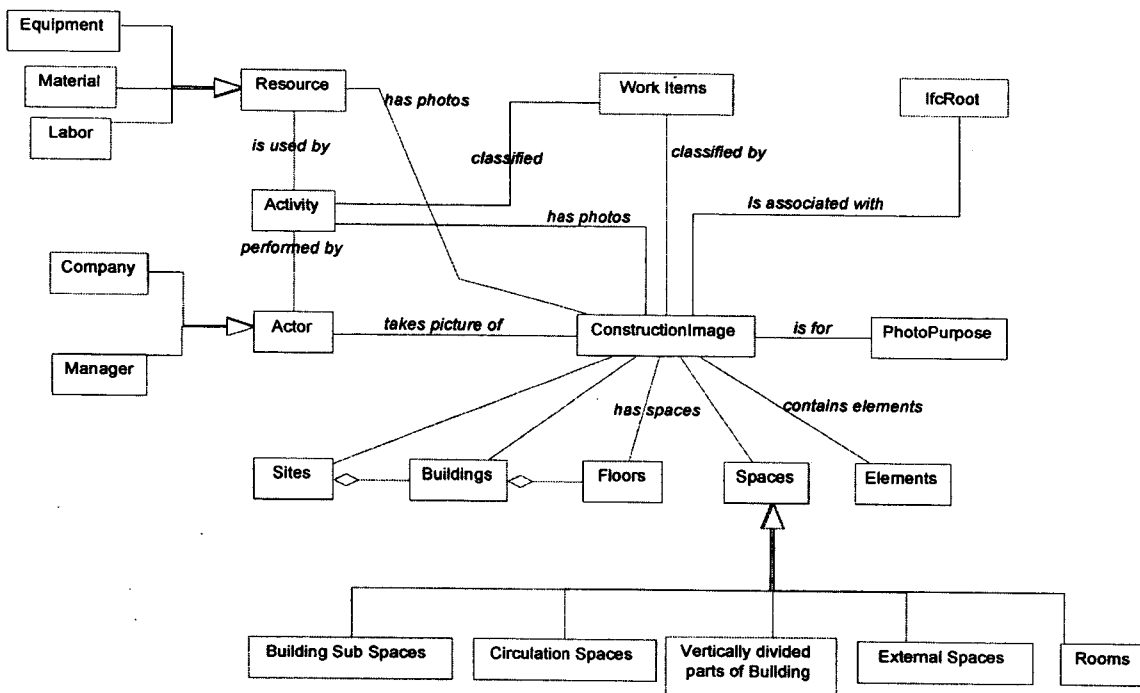 Equipment
Material
Labor
Resource
has photos
Work Items
IfcRoot
is used by
classified
classified by
Activity
has photos
Is associated with
performed by
Company
Manager
Actor
takes picture of
ConstructionImage
is for
PhotoPurpose
has spaces
contains elements
Sites
Buildings
Floors
Spaces
Elements
Building Sub Spaces
Circulation Spaces
Vertically divided
parts of Building
External Spaces
Rooms